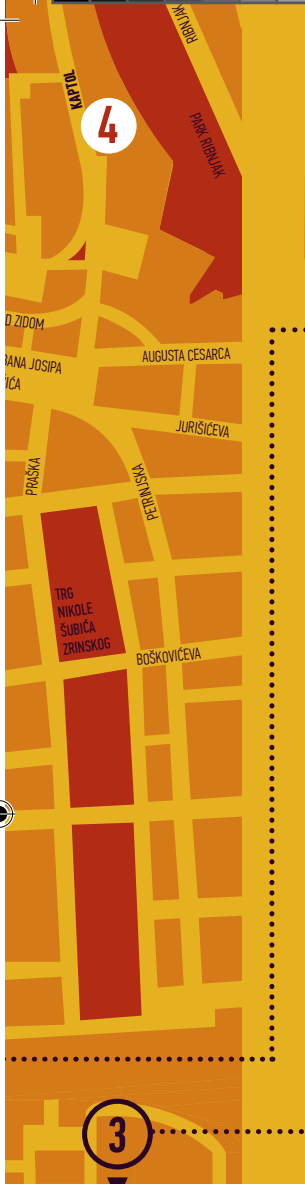 RIBNJAK
KAPTOL
4
PARK RIBNJAK
D ZIDOM
BANA JOSIPA
ČIĆA
AUGUSTA CESARCA
JURIŠIĆEVA
PRAŠKA
PETRINJSKA
TRG
NIKOLE
ŠUBIĆA
ZRINSKOG
BOŠKOVIĆEVA
3